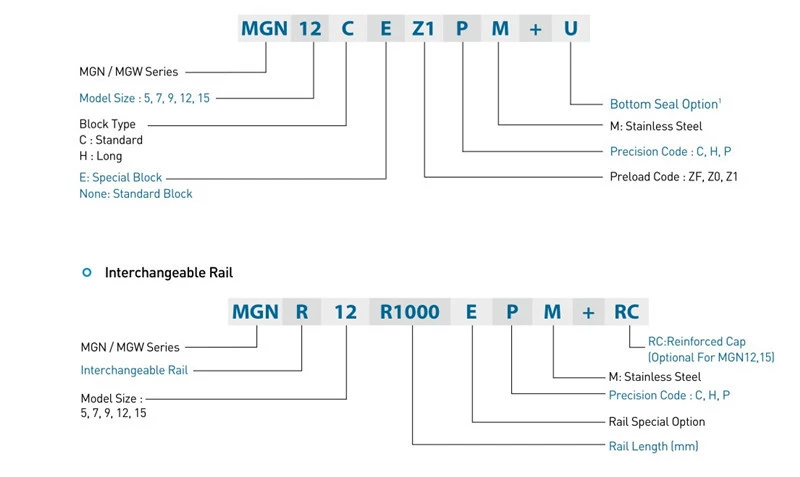 MGN 12 C E Z1 P M + U
MGN / MGW Series
Model Size : 5, 7, 9, 12, 15
Block Type
C : Standard
H : Long
E: Special Block
None: Standard Block
Bottom Seal Option¹
M: Stainless Steel
Precision Code : C, H, P
Preload Code : ZF, Z0, Z1
Interchangeable Rail
MGN R 12 R1000 E P M + RC
MGN / MGW Series
Interchangeable Rail
Model Size :
5, 7, 9, 12, 15
RC:Reinforced Cap
(Optional For MGN12,15)
M: Stainless Steel
Precision Code : C, H, P
Rail Special Option
Rail Length (mm)